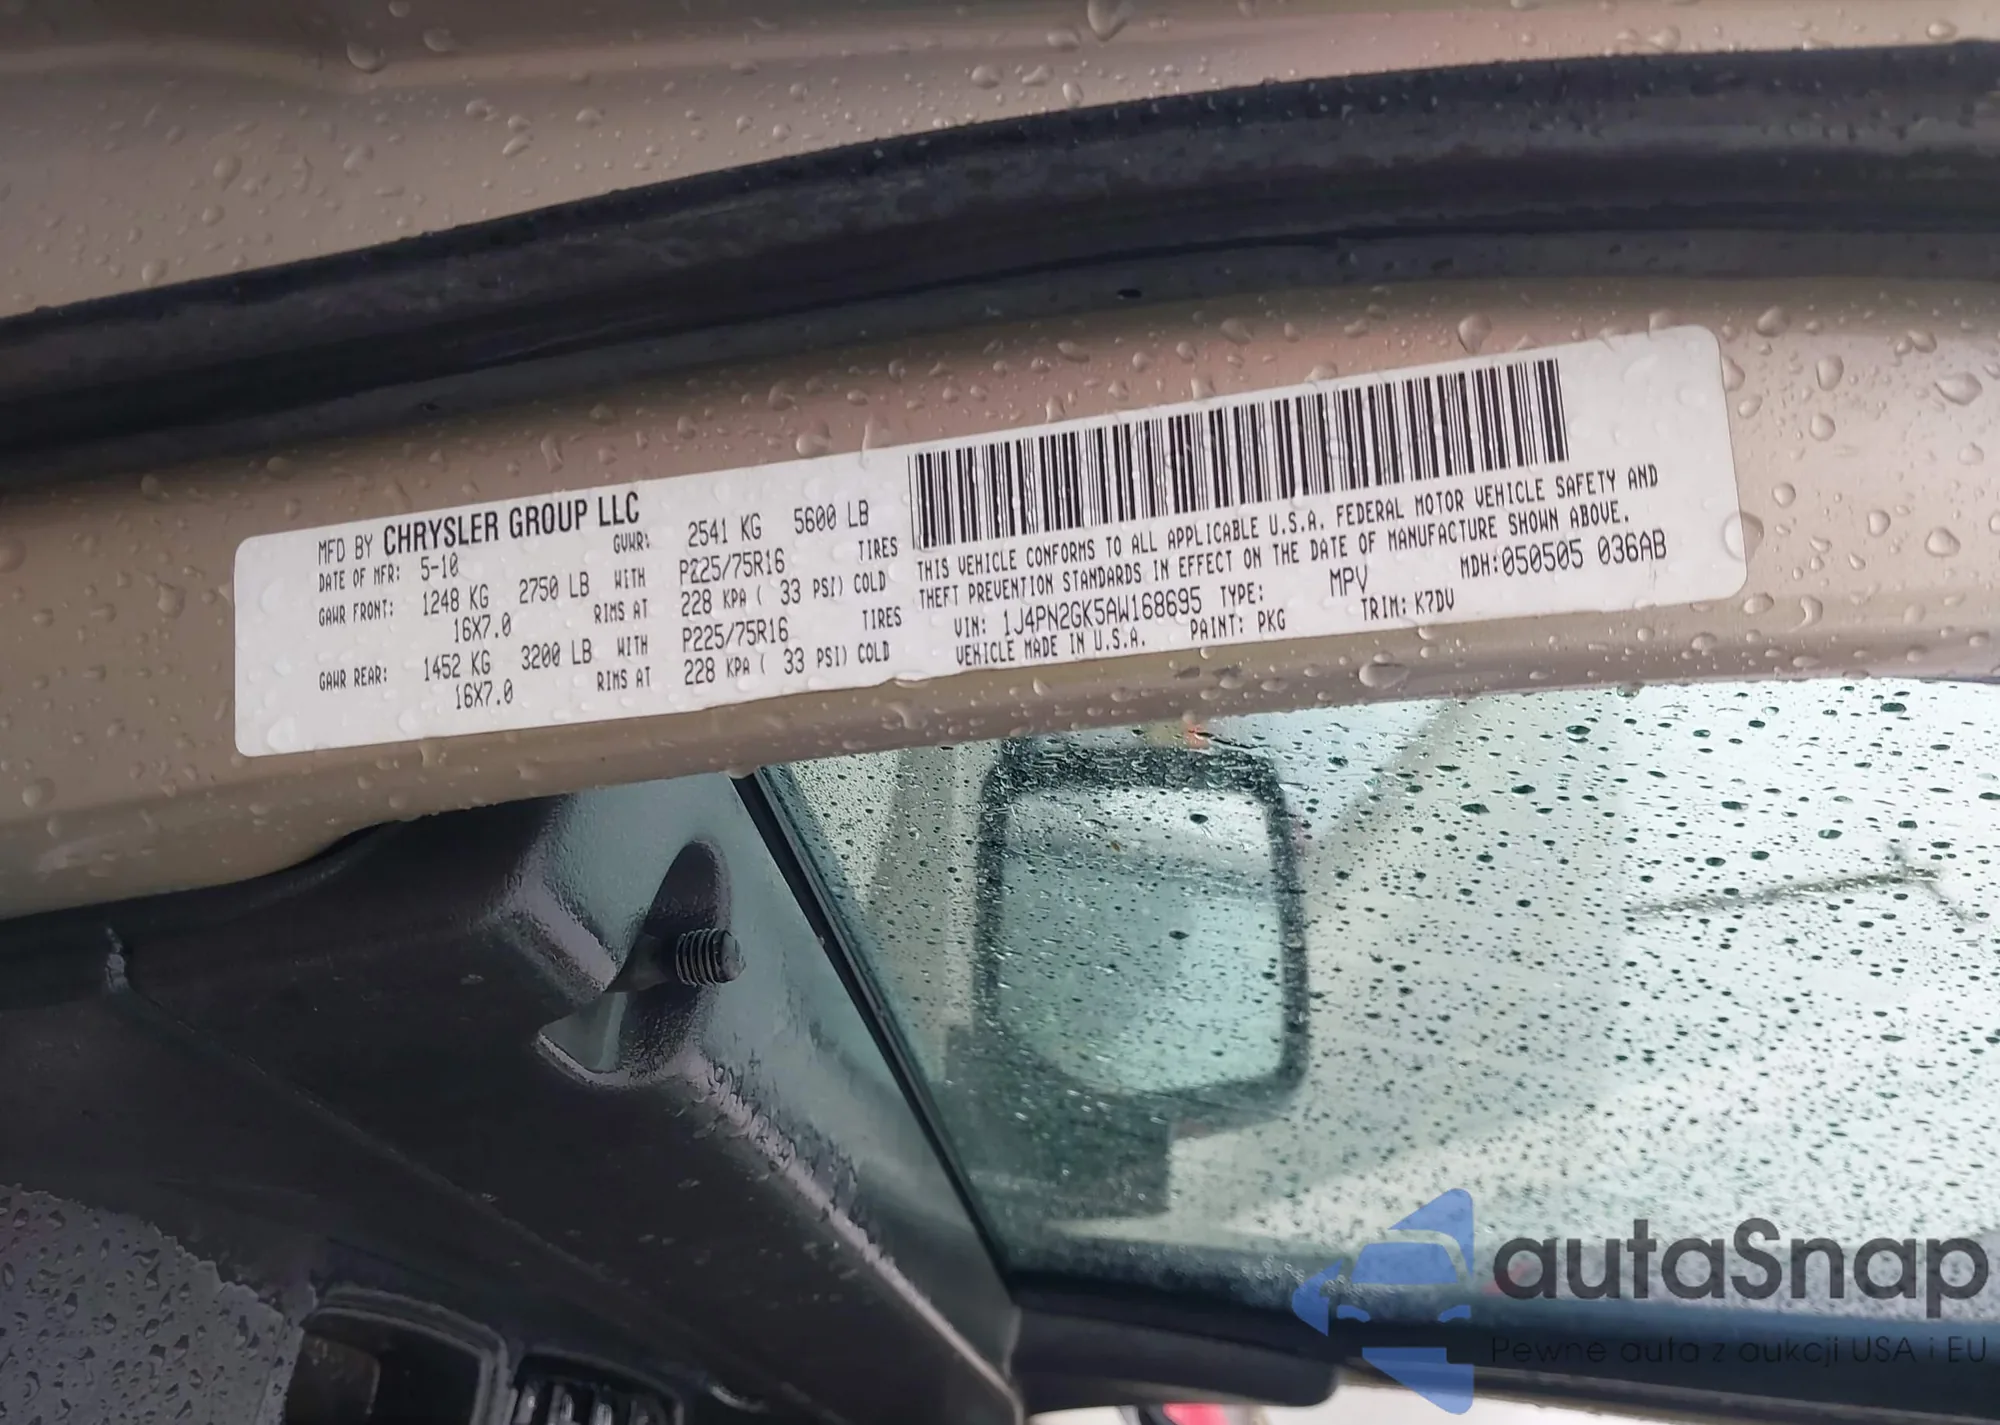 MFD BY CHRYSLER GROUP LLC
DATE OF MFR: 5-10 GVWR: 2541 KG 5600 LB
GAWR FRONT: 1248 KG 2750 LB WITH P225/75R16 TIRES
16X7.0 RIMS AT 228 KPA ( 33 PSI) COLD
GAWR REAR: 1452 KG 3200 LB WITH P225/75R16 TIRES
16X7.0 RIMS AT 228 KPA ( 33 PSI) COLD
THIS VEHICLE CONFORMS TO ALL APPLICABLE U.S.A. FEDERAL MOTOR VEHICLE SAFETY AND
THEFT PREVENTION STANDARDS IN EFFECT ON THE DATE OF MANUFACTURE SHOWN ABOVE.
VIN: 1J4PN2GK5AW168695 TYPE: MPV MDH:050505 036AB
VEHICLE MADE IN U.S.A. PAINT: PKG TRIM: K7DV
autaSnap
Pewne auta z aukcji USA i EU